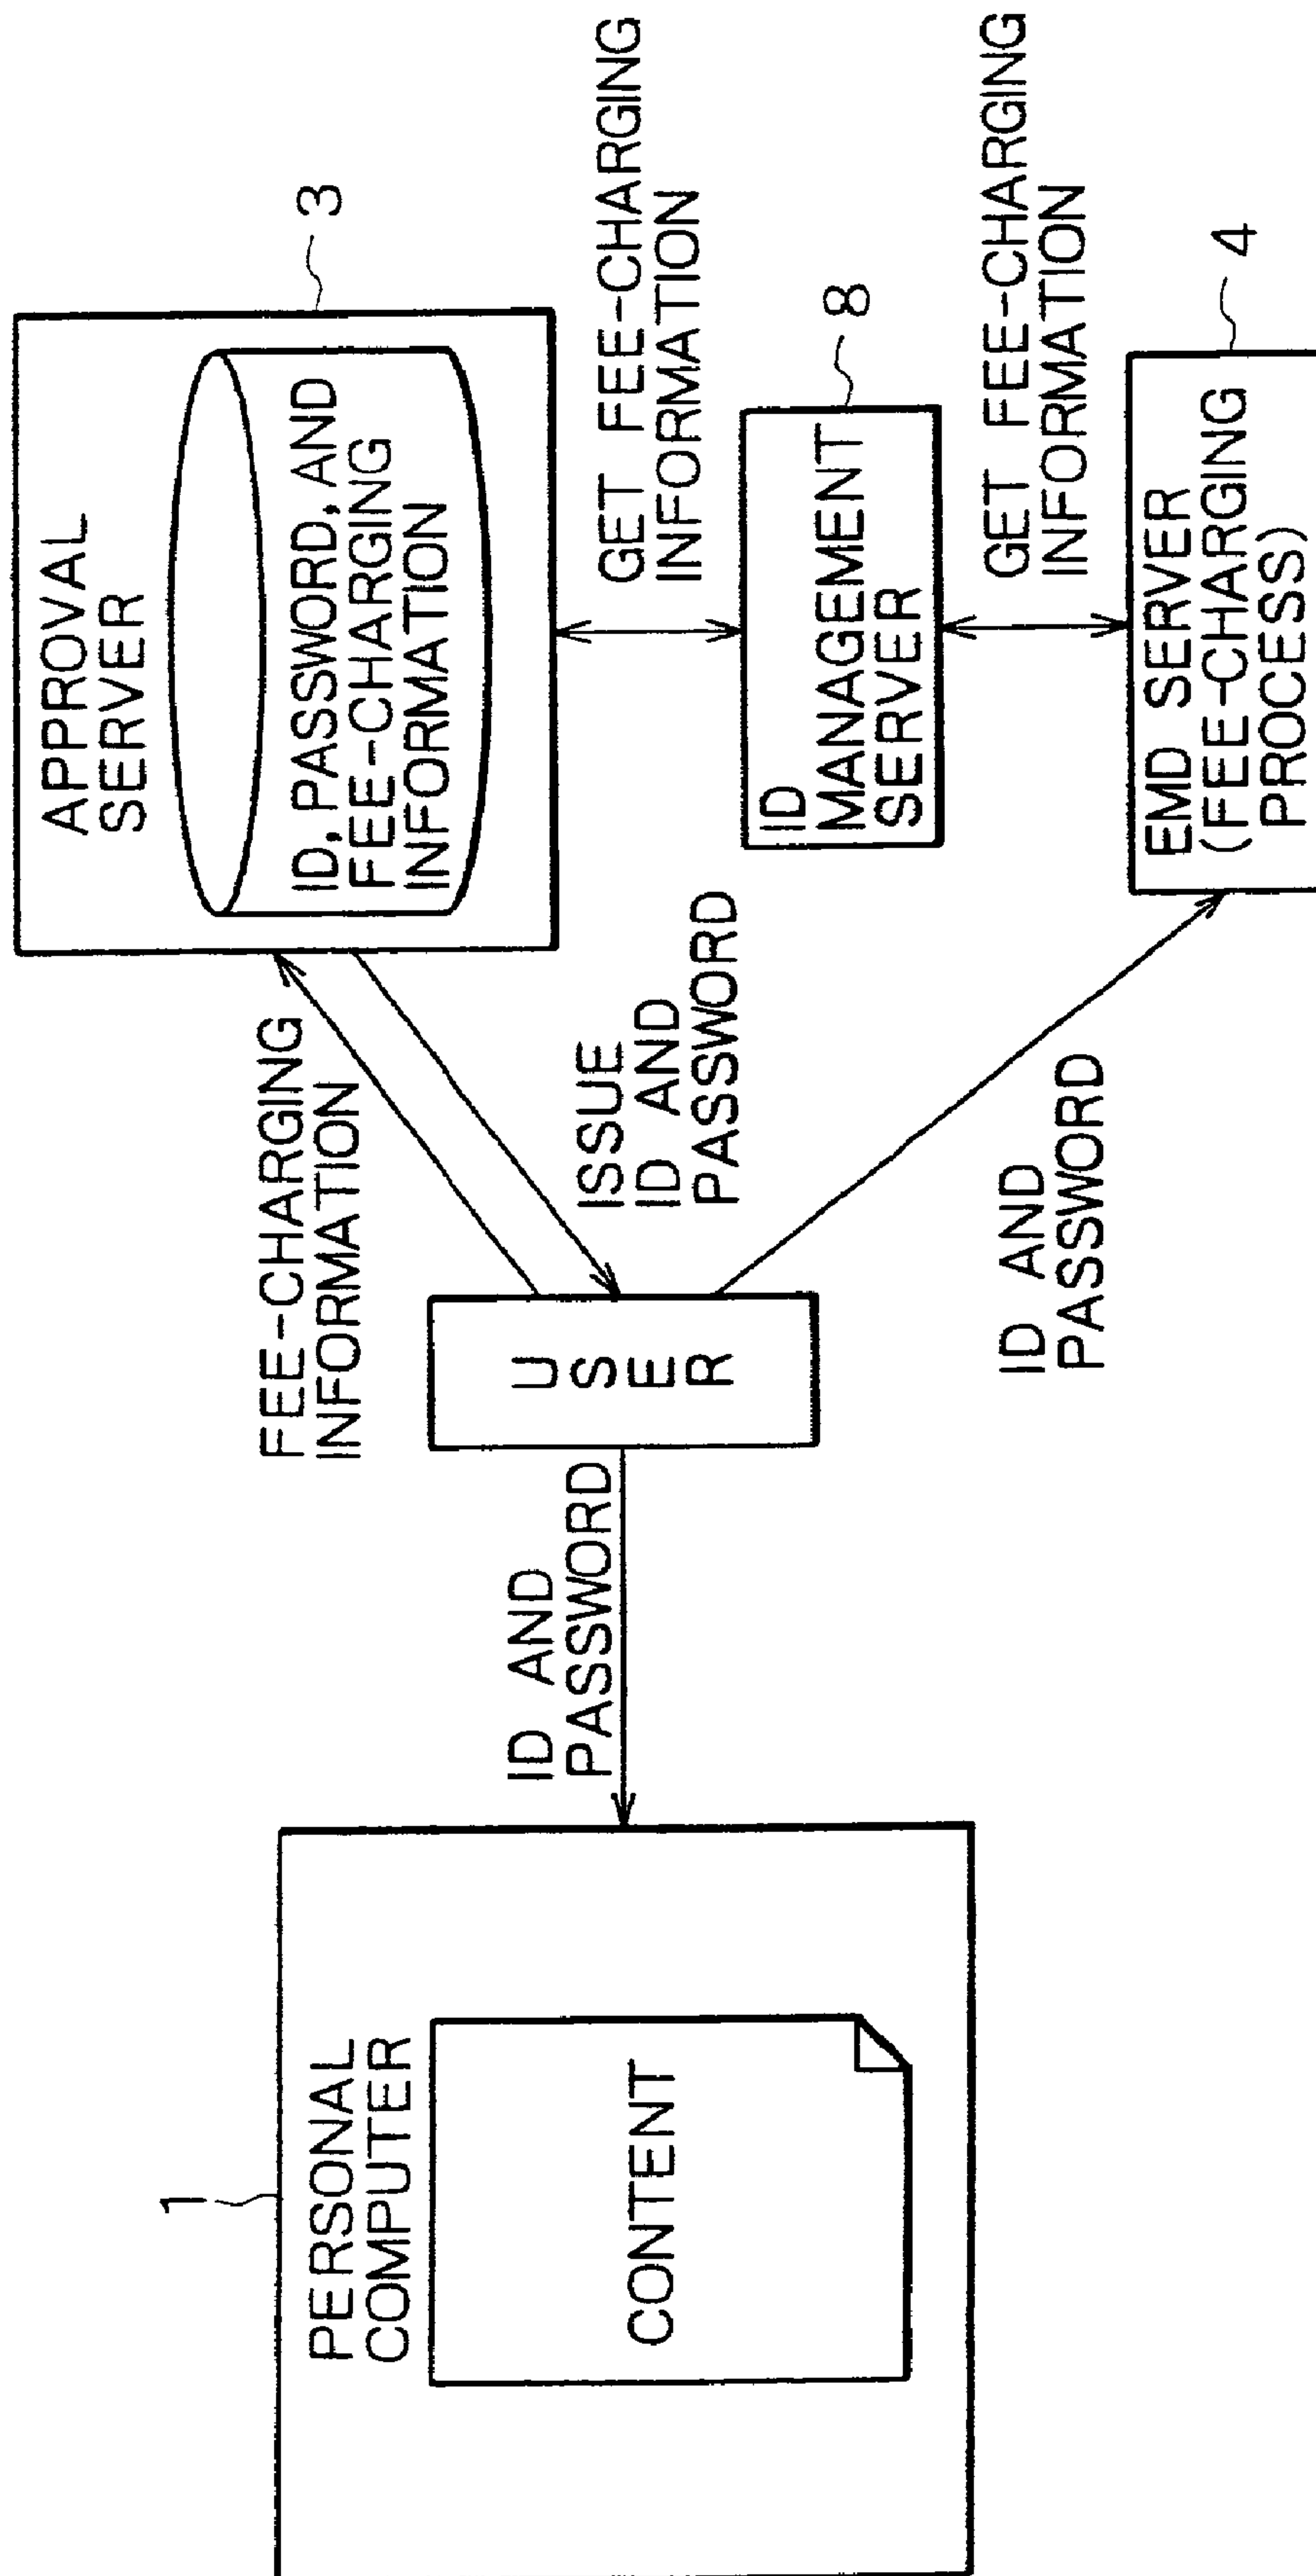 1
PERSONAL
COMPUTER
CONTENT
ID AND
PASSWORD
USER
FEE-CHARGING
INFORMATION
ISSUE
ID AND
PASSWORD
ID AND
PASSWORD
APPROVAL
SERVER
ID, PASSWORD, AND
FEE-CHARGING
INFORMATION
3
GET FEE-CHARGING
INFORMATION
ID
MANAGEMENT
SERVER
8
GET FEE-CHARGING
INFORMATION
EMD SERVER
(FEE-CHARGING
PROCESS)
4